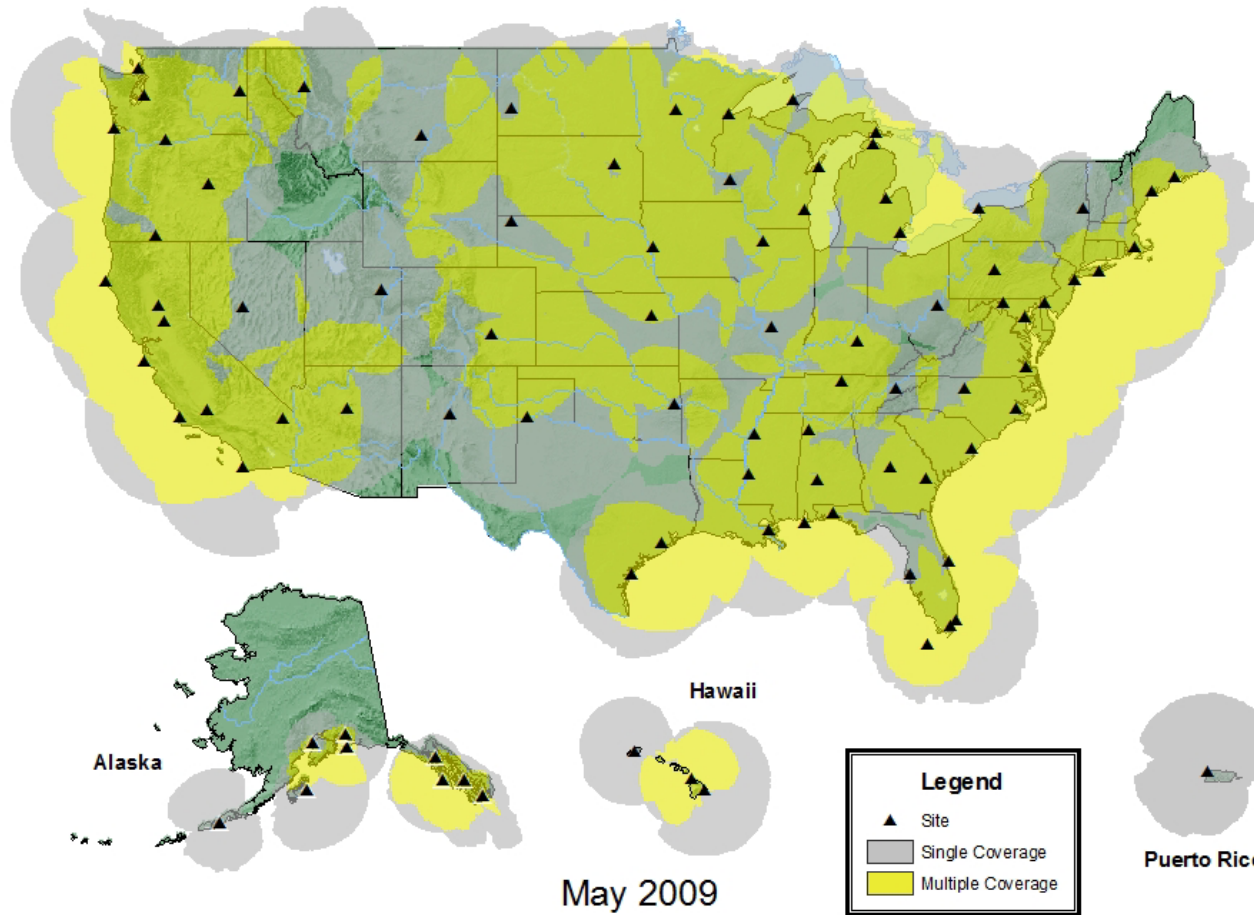 Hawaii
Alaska
Legend
Site
Single Coverage
Multiple Coverage
Puerto Ric
May 2009